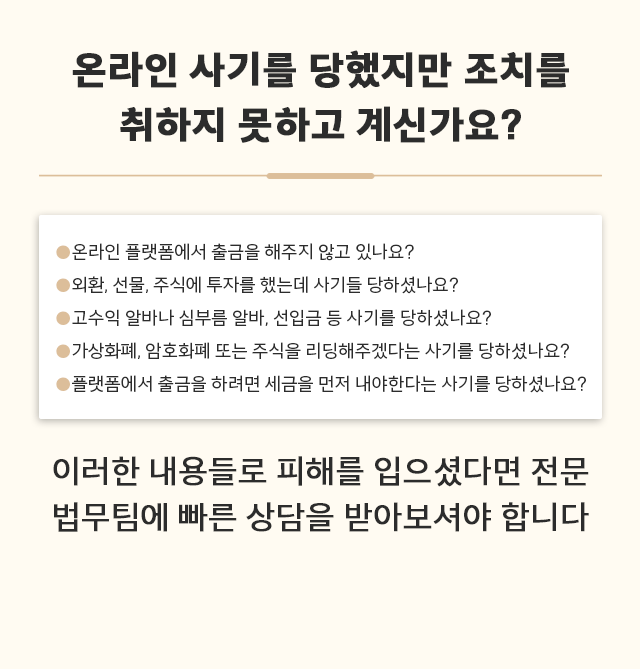 온라인 사기를 당했지만 조치를
취하지 못하고 계신가요?
●온라인 플랫폼에서 출금을 해주지 않고 있나요?
●외환, 선물, 주식에 투자를 했는데 사기들 당하셨나요?
●고수익 알바나 심부름 알바, 선입금 등 사기를 당하셨나요?
●가상화폐, 암호화폐 또는 주식을 리딩해주겠다는 사기를 당하셨나요?
●플랫폼에서 출금을 하려면 세금을 먼저 내야한다는 사기를 당하셨나요?
이러한 내용들로 피해를 입으셨다면 전문
법무팀에 빠른 상담을 받아보셔야 합니다